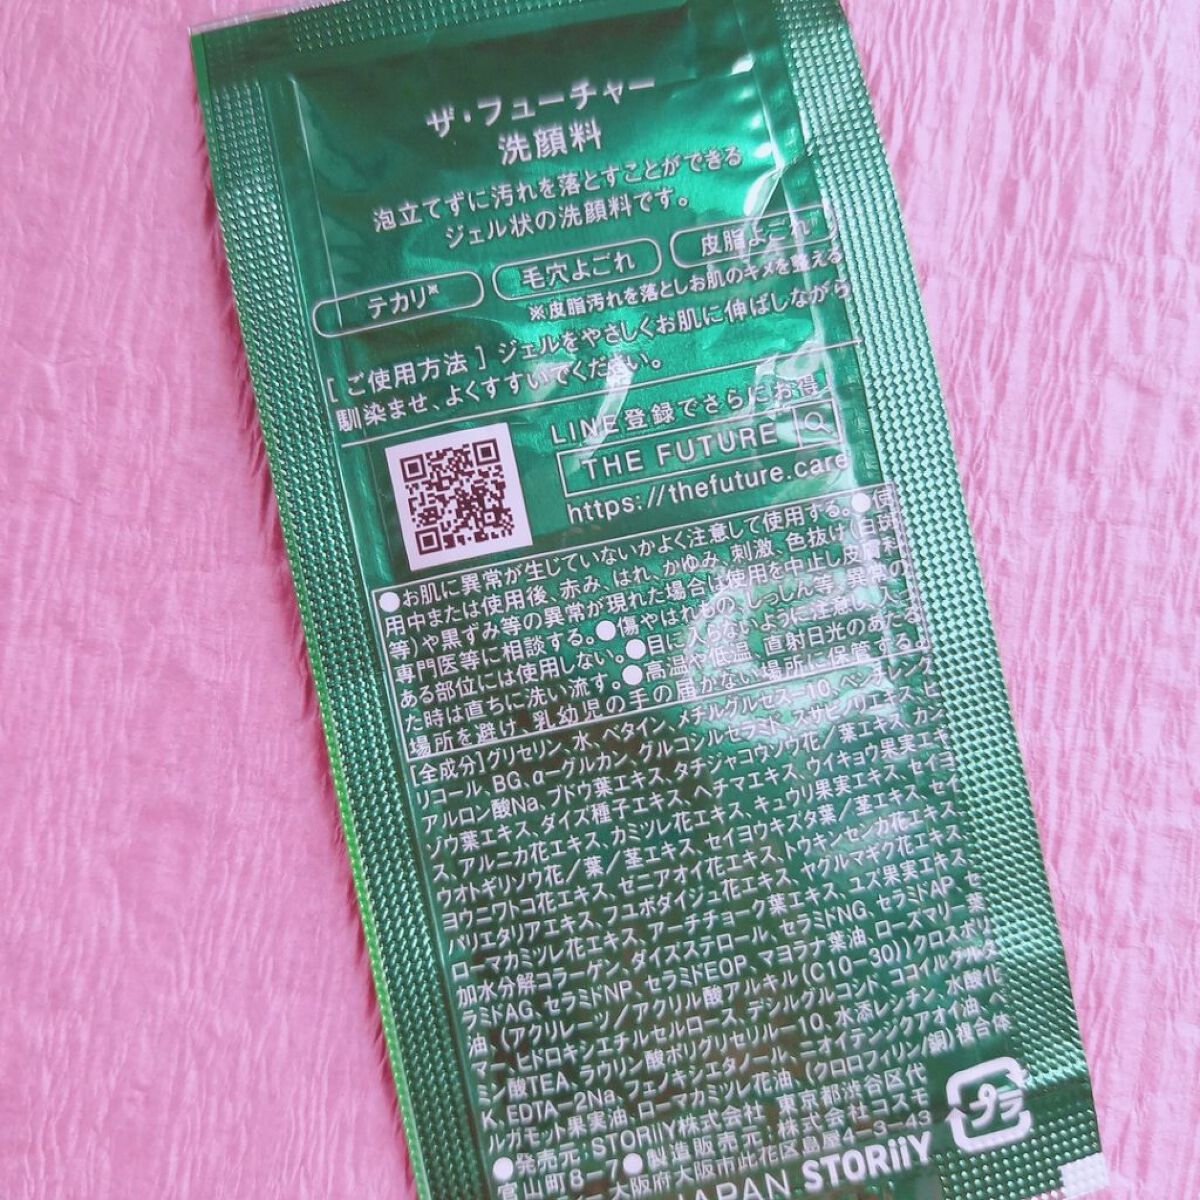 ザ・フューチャー
洗顔料
泡立てずに汚れを落とすことができる
ジェル状の洗顔料です。
テカリ※ 毛穴よごれ 皮脂よごれ
※皮脂汚れを落としお肌のキメを整える
[ ご使用方法 ] ジェルをやさしくお肌に伸ばしながら
馴染ませ、よくすすいでください。
LINE登録でさらにお得
THE FUTURE
https://thefuture.care
●お肌に異常が生じていないかよく注意して使用する。●使
用中または使用後、赤み、はれ、かゆみ、刺激、色抜け(白斑
等)や黒ずみ等の異常が現れた場合は使用を中止し皮膚科
専門医等に相談する。●傷やはれもの、しっしん等、異常の
ある部位には使用しない。●目に入らないように注意し、入っ
た時は直ちに洗い流す。●高温や低温、直射日光のあたる
場所を避け、乳幼児の手の届かない場所に保管する。
[全成分]グリセリン、水、ベタイン、メチルグルセス-10、ペンチレング
リコール、BG、α-グルカン、グルコシルセラミド、スサビノリエキス、ヒ
アルロン酸Na、ブドウ葉エキス、タチジャコウソウ花/葉エキス、カン
ゾウ葉エキス、ダイズ種子エキス、ヘチマエキス、ウイキョウ果実エキ
ス、アルニカ花エキス、カミツレ花エキス、キュウリ果実エキス、セイヨ
ウオトギリソウ花/葉/茎エキス、セイヨウキズタ葉/茎エキス、セイ
ヨウニワトコ花エキス、ゼニアオイ花エキス、トウキンセンカ花エキス、
パリエタリアエキス、フユボダイジュ花エキス、ヤグルマギク花エキス、
ローマカミツレ花エキス、アーチチョーク葉エキス、ユズ果実エキス、
加水分解コラーゲン、ダイズステロール、セラミドNG、セラミドAP、セ
ラミドAG、セラミドNP、セラミドEOP、マヨラナ葉油、ローズマリー葉
油、(アクリレーツ/アクリル酸アルキル(C10-30))クロスポリ
マー、ヒドロキシエチルセルロース、デシルグルコシド、ココイルグルタ
ミン酸TEA、ラウリン酸ポリグリセリル-10、水添レシチン、水酸化
K、EDTA-2Na、フェノキシエタノール、ニオイテンジクアオイ油、ベ
ルガモット果実油、ローマカミツレ花油、(クロロフィリン/銅)複合体
●発売元:STORIIY株式会社 東京都渋谷区代
官山町8-7●製造販売元:株式会社コスモ
ビューティー 大阪府大阪市此花区島屋4-3-43
JAPAN STORIIY
プラ